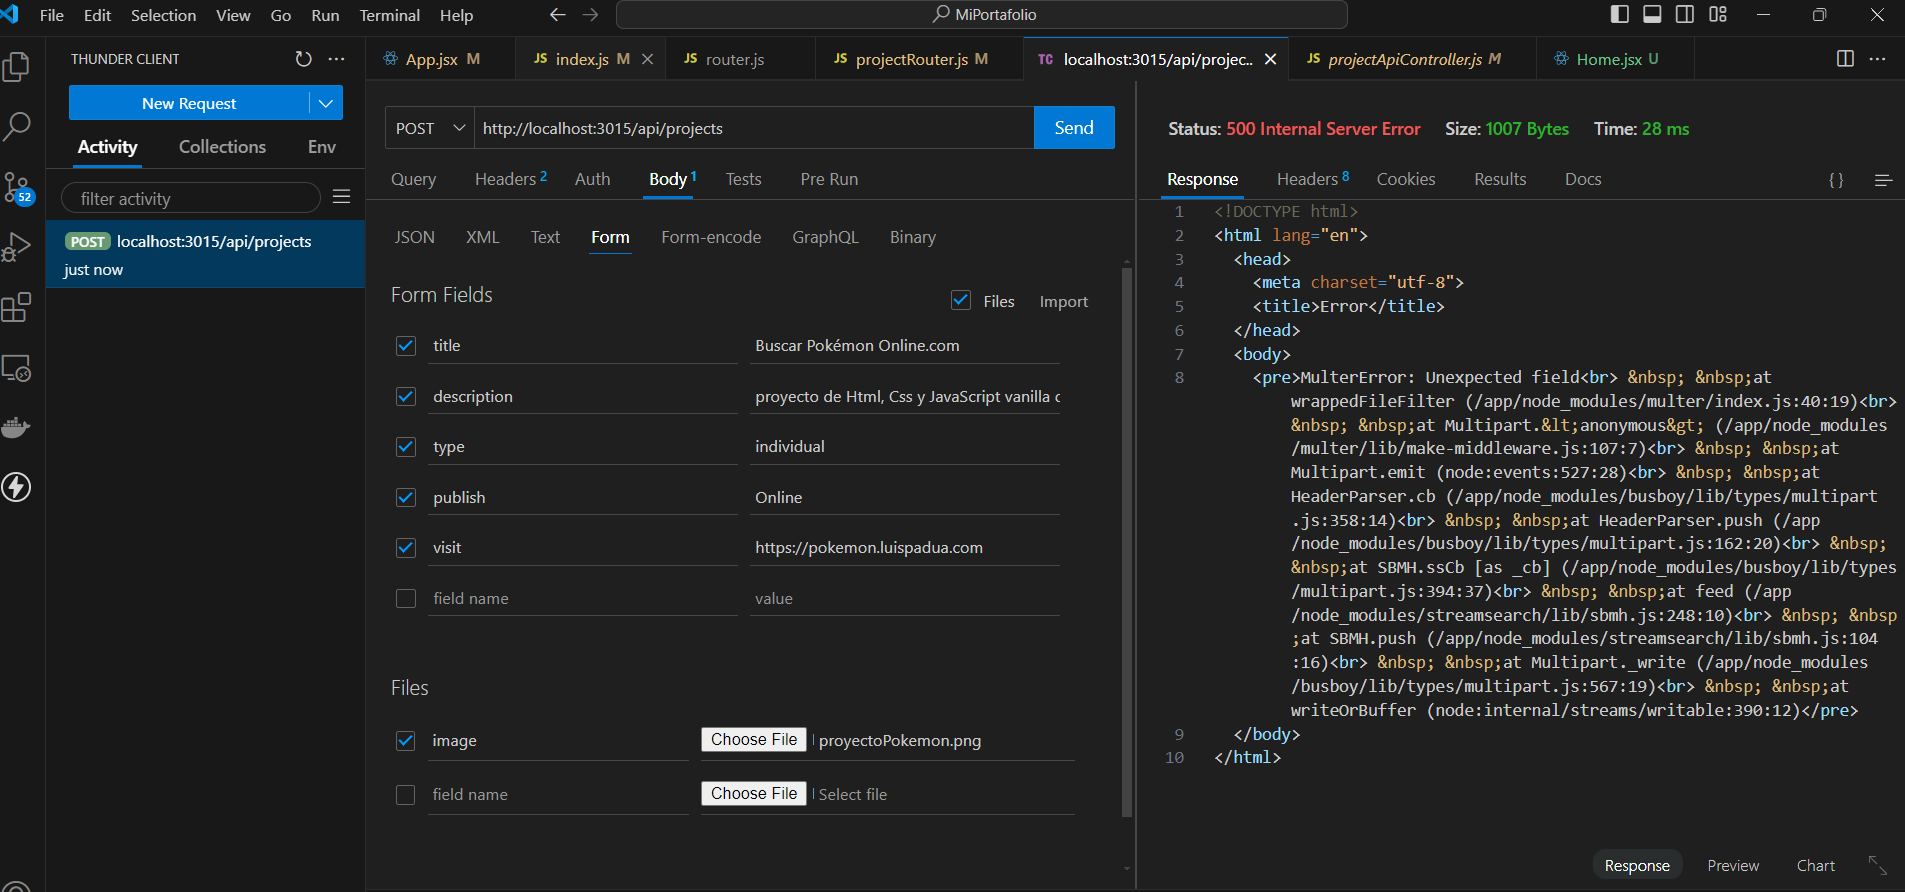 File Edit Selection View Go Run Terminal Help
MiPortafolio
THUNDER CLIENT
New Request
Activity Collections Env
filter activity
POST localhost:3015/api/projects
just now
52
App.jsx M
JS index.js M
JS router.js
JS projectRouter.js M
TC localhost:3015/api/projec..
JS projectApiController.js M
Home.jsx U
POST http://localhost:3015/api/projects Send
Query Headers 2 Auth Body 1 Tests Pre Run
JSON XML Text Form Form-encode GraphQL Binary
Form Fields Files Import
title Buscar Pokémon Online.com
description proyecto de Html, Css y JavaScript vanilla c
type individual
publish Online
visit https://pokemon.luispadua.com
field name value
Files
image Choose File proyectoPokemon.png
field name Choose File Select file
Status: 500 Internal Server Error Size: 1007 Bytes Time: 28 ms
Response Headers 8 Cookies Results Docs { }
1 <!DOCTYPE html>
2 <html lang="en">
3 <head>
4 <meta charset="utf-8">
5 <title>Error</title>
6 </head>
7 <body>
8 <pre>MulterError: Unexpected field<br> &nbsp; &nbsp;at
wrappedFileFilter (/app/node_modules/multer/index.js:40:19)<br>
&nbsp; &nbsp;at Multipart.&lt;anonymous&gt; (/app/node_modules
/multer/lib/make-middleware.js:107:7)<br> &nbsp; &nbsp;at
Multipart.emit (node:events:527:28)<br> &nbsp; &nbsp;at
HeaderParser.cb (/app/node_modules/busboy/lib/types/multipart
.js:358:14)<br> &nbsp; &nbsp;at HeaderParser.push (/app
/node_modules/busboy/lib/types/multipart.js:162:20)<br> &nbsp;
&nbsp;at SBMH.ssCb [as _cb] (/app/node_modules/busboy/lib/types
/multipart.js:394:37)<br> &nbsp; &nbsp;at feed (/app
/node_modules/streamsearch/lib/sbmh.js:248:10)<br> &nbsp; &nbsp
;at SBMH.push (/app/node_modules/streamsearch/lib/sbmh.js:104
:16)<br> &nbsp; &nbsp;at Multipart._write (/app/node_modules
/busboy/lib/types/multipart.js:567:19)<br> &nbsp; &nbsp;at
writeOrBuffer (node:internal/streams/writable:390:12)</pre>
9 </body>
10 </html>
Response Preview Chart